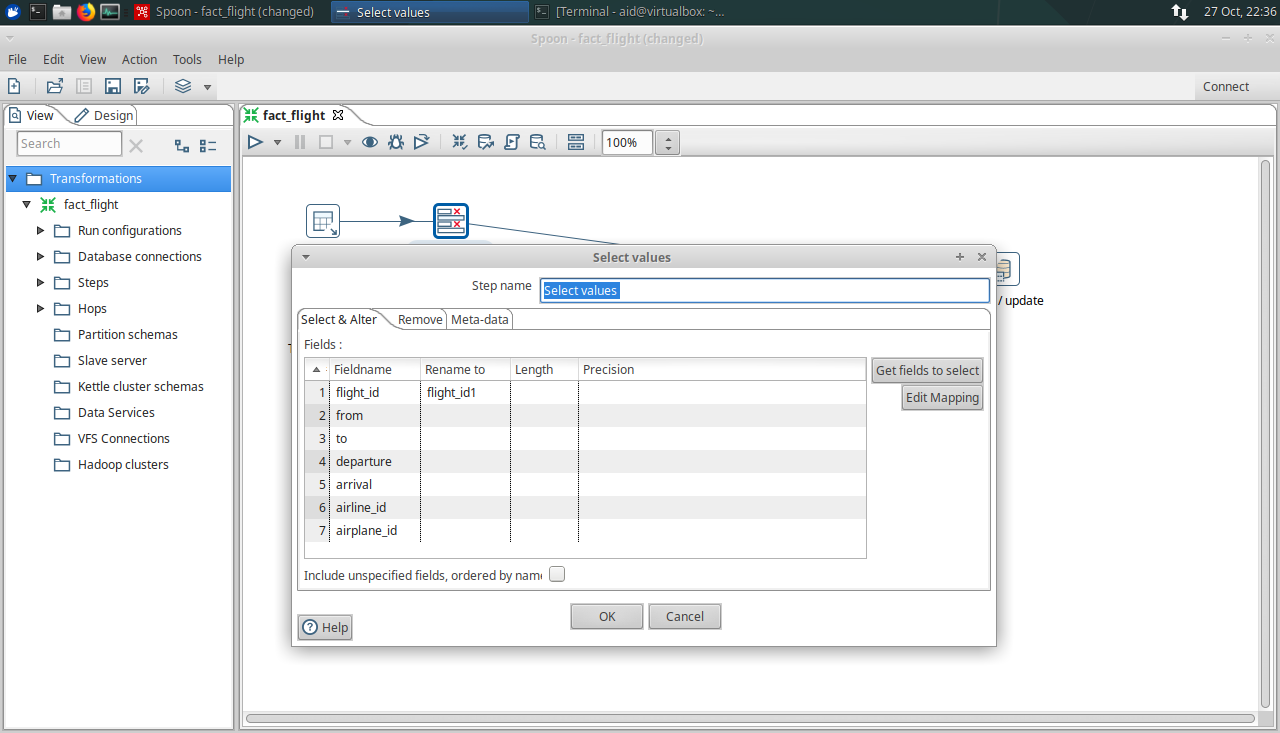 Spoon - fact_flight (changed)
Select values
[Terminal - aid@virtualbox: ~...
27 Oct, 22:36
Spoon - fact_flight (changed)
File Edit View Action Tools Help
Connect
View
Design
fact_flight
Search
100%
Transformations
fact_flight
Run configurations
Database connections
Steps
Hops
Partition schemas
Slave server
Kettle cluster schemas
Data Services
VFS Connections
Hadoop clusters
/ update
Select values
Step name Select values
Select & Alter Remove Meta-data
Fields :
Fieldname Rename to Length Precision
1 flight_id flight_id1
2 from
3 to
4 departure
5 arrival
6 airline_id
7 airplane_id
Get fields to select
Edit Mapping
Include unspecified fields, ordered by name
OK Cancel
Help